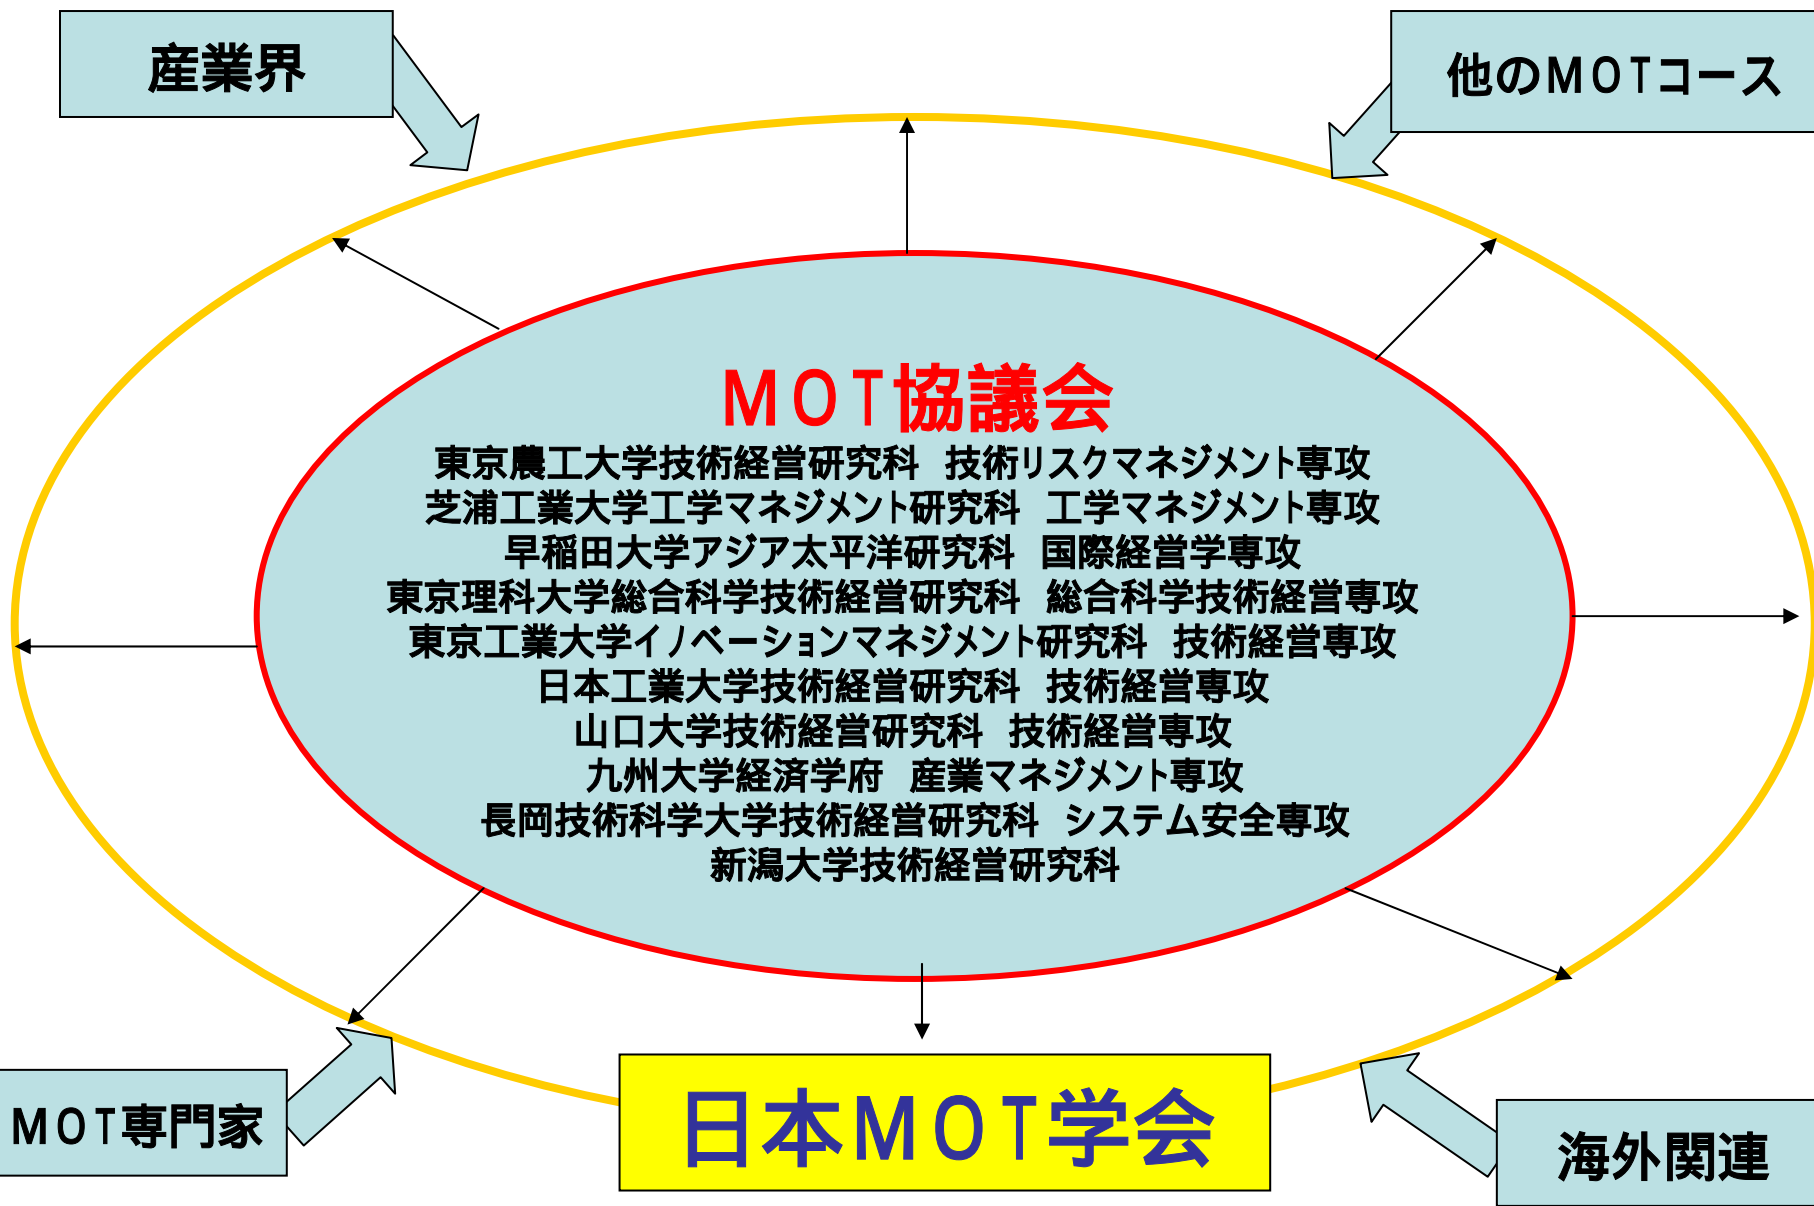 産業界
他のＭＯＴコース
ＭＯＴ協議会
東京農工大学技術経営研究科　技術リスクマネジメント専攻
芝浦工業大学工学マネジメント研究科　工学マネジメント専攻
早稲田大学アジア太平洋研究科　国際経営学専攻
東京理科大学総合科学技術経営研究科　総合科学技術経営専攻
東京工業大学イノベーションマネジメント研究科　技術経営専攻
日本工業大学技術経営研究科　技術経営専攻
山口大学技術経営研究科　技術経営専攻
九州大学経済学府　産業マネジメント専攻
長岡技術科学大学技術経営研究科　システム安全専攻
新潟大学技術経営研究科
ＭＯＴ専門家
日本ＭＯＴ学会
海外関連